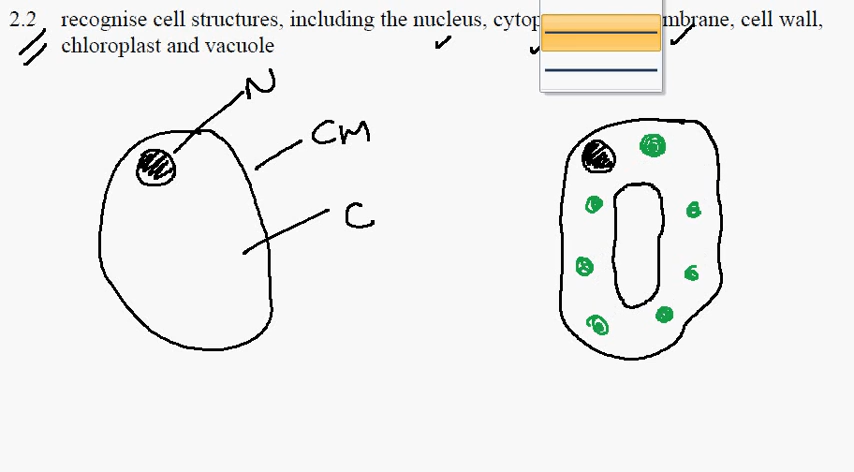 2.2 recognise cell structures, including the nucleus, cytop mbrane, cell wall,
chloroplast and vacuole
N
CM
C